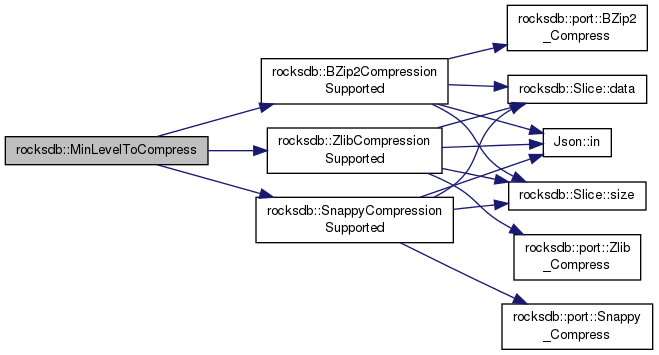 rocksdb::MinLevelToCompress
rocksdb::BZip2Compression
Supported
rocksdb::ZlibCompression
Supported
rocksdb::SnappyCompression
Supported
rocksdb::port::BZip2
_Compress
rocksdb::Slice::data
Json::in
rocksdb::Slice::size
rocksdb::port::Zlib
_Compress
rocksdb::port::Snappy
_Compress